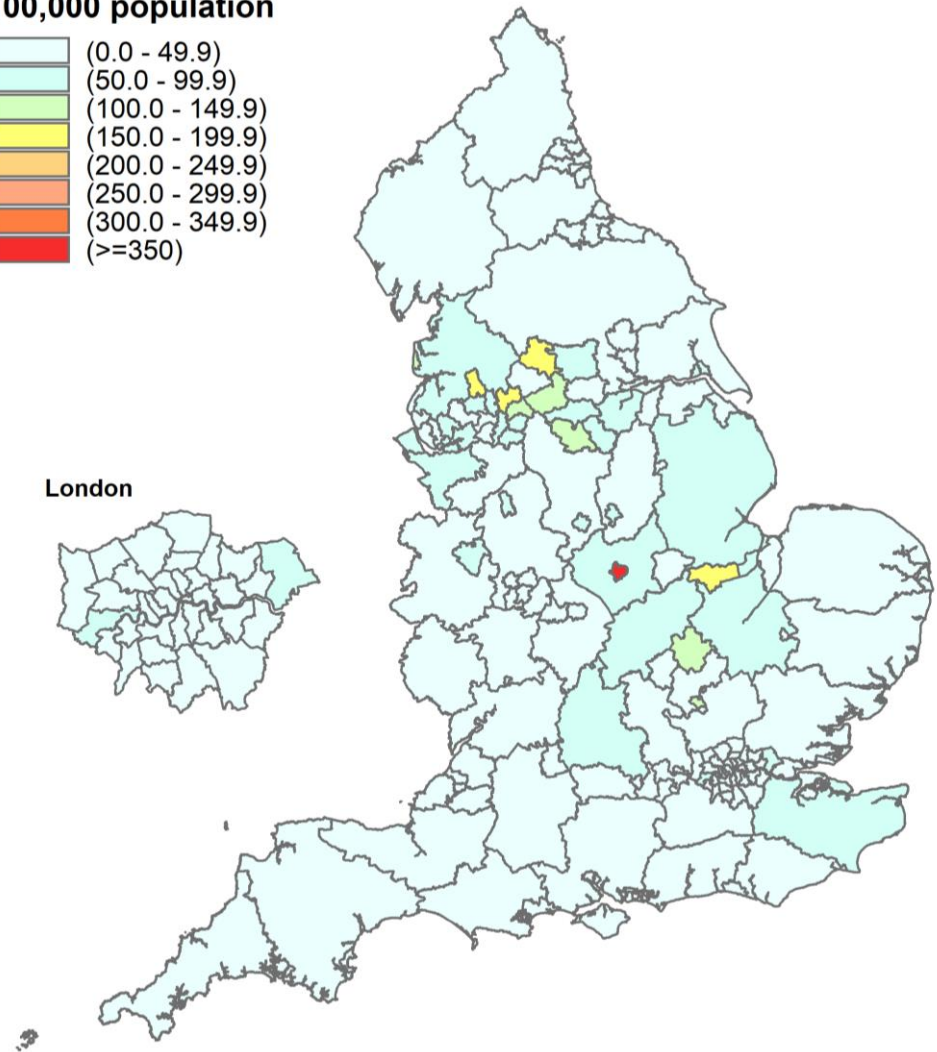 00,000 population
(0.0 - 49.9)
(50.0 - 99.9)
(100.0 - 149.9)
(150.0 - 199.9)
(200.0 - 249.9)
(250.0 - 299.9)
(300.0 - 349.9)
(>=350)
London